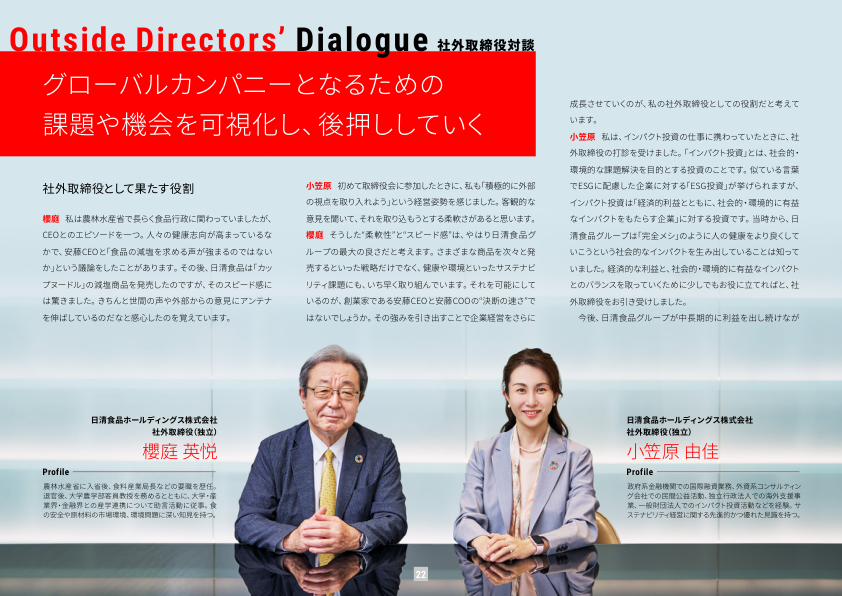 Outside Directors’ Dialogue 社外取締役対談
グローバルカンパニーとなるための
課題や機会を可視化し、後押ししていく
社外取締役として果たす役割
櫻庭 私は農林水産省で長らく食品行政に関わっていましたが、
CEOとのエピソードを一つ。人々の健康志向が高まっているな
かで、安藤CEOと「食品の減塩を求める声が強まるのではない
か」という議論をしたことがあります。その後、日清食品は「カッ
プヌードル」の減塩商品を発売したのですが、そのスピード感に
は驚きました。きちんと世間の声や外部からの意見にアンテナ
を伸ばしているのだなと感心したのを覚えています。
小笠原 初めて取締役会に参加したときに、私も「積極的に外部
の視点を取り入れよう」という経営姿勢を感じました。客観的な
意見を聞いて、それを取り込もうとする柔軟さがあると思います。
櫻庭 そうした“柔軟性”と“スピード感”は、やはり日清食品グ
ループの最大の良さだと考えます。さまざまな商品を次々と発
売するといった戦略だけでなく、健康や環境といったサステナビ
リティ課題にも、いち早く取り組んでいます。それを可能にして
いるのが、創業家である安藤CEOと安藤COOの“決断の速さ”で
はないでしょうか。その強みを引き出すことで企業経営をさらに
成長させていくのが、私の社外取締役としての役割だと考えて
います。
小笠原 私は、インパクト投資の仕事に携わっていたときに、社
外取締役の打診を受けました。「インパクト投資」とは、社会的・
環境的な課題解決を目的とする投資のことです。似ている言葉
でESGに配慮した企業に対する「ESG投資」が挙げられますが、
インパクト投資は「経済的利益とともに、社会的・環境的に有益
なインパクトをもたらす企業」に対する投資です。当時から、日
清食品グループは「完全メシ」のように人の健康をより良くして
いこうという社会的なインパクトを生み出していることは知って
いました。経済的な利益と、社会的・環境的に有益なインパクト
とのバランスを取っていくために少しでもお役に立てればと、社
外取締役をお引き受けしました。
今後、日清食品グループが中長期的に利益を出し続けなが
日清食品ホールディングス株式会社
社外取締役（独立）
櫻庭 英悦
Profile
農林水産省に入省後、食料産業局長などの要職を歴任。
退官後、大学農学部客員教授を務めるとともに、大学・産
業界・金融界との産学連携について助言活動に従事。食
の安全や原材料の市場環境、環境問題に深い知見を持つ。
日清食品ホールディングス株式会社
社外取締役（独立）
小笠原 由佳
Profile
政府系金融機関での国際融資業務、外資系コンサルティン
グ会社での民間公益活動、独立行政法人での海外支援事
業、一般財団法人でのインパクト投資活動などを経験。サ
ステナビリティ経営に関する先進的かつ優れた見識を持つ。
22